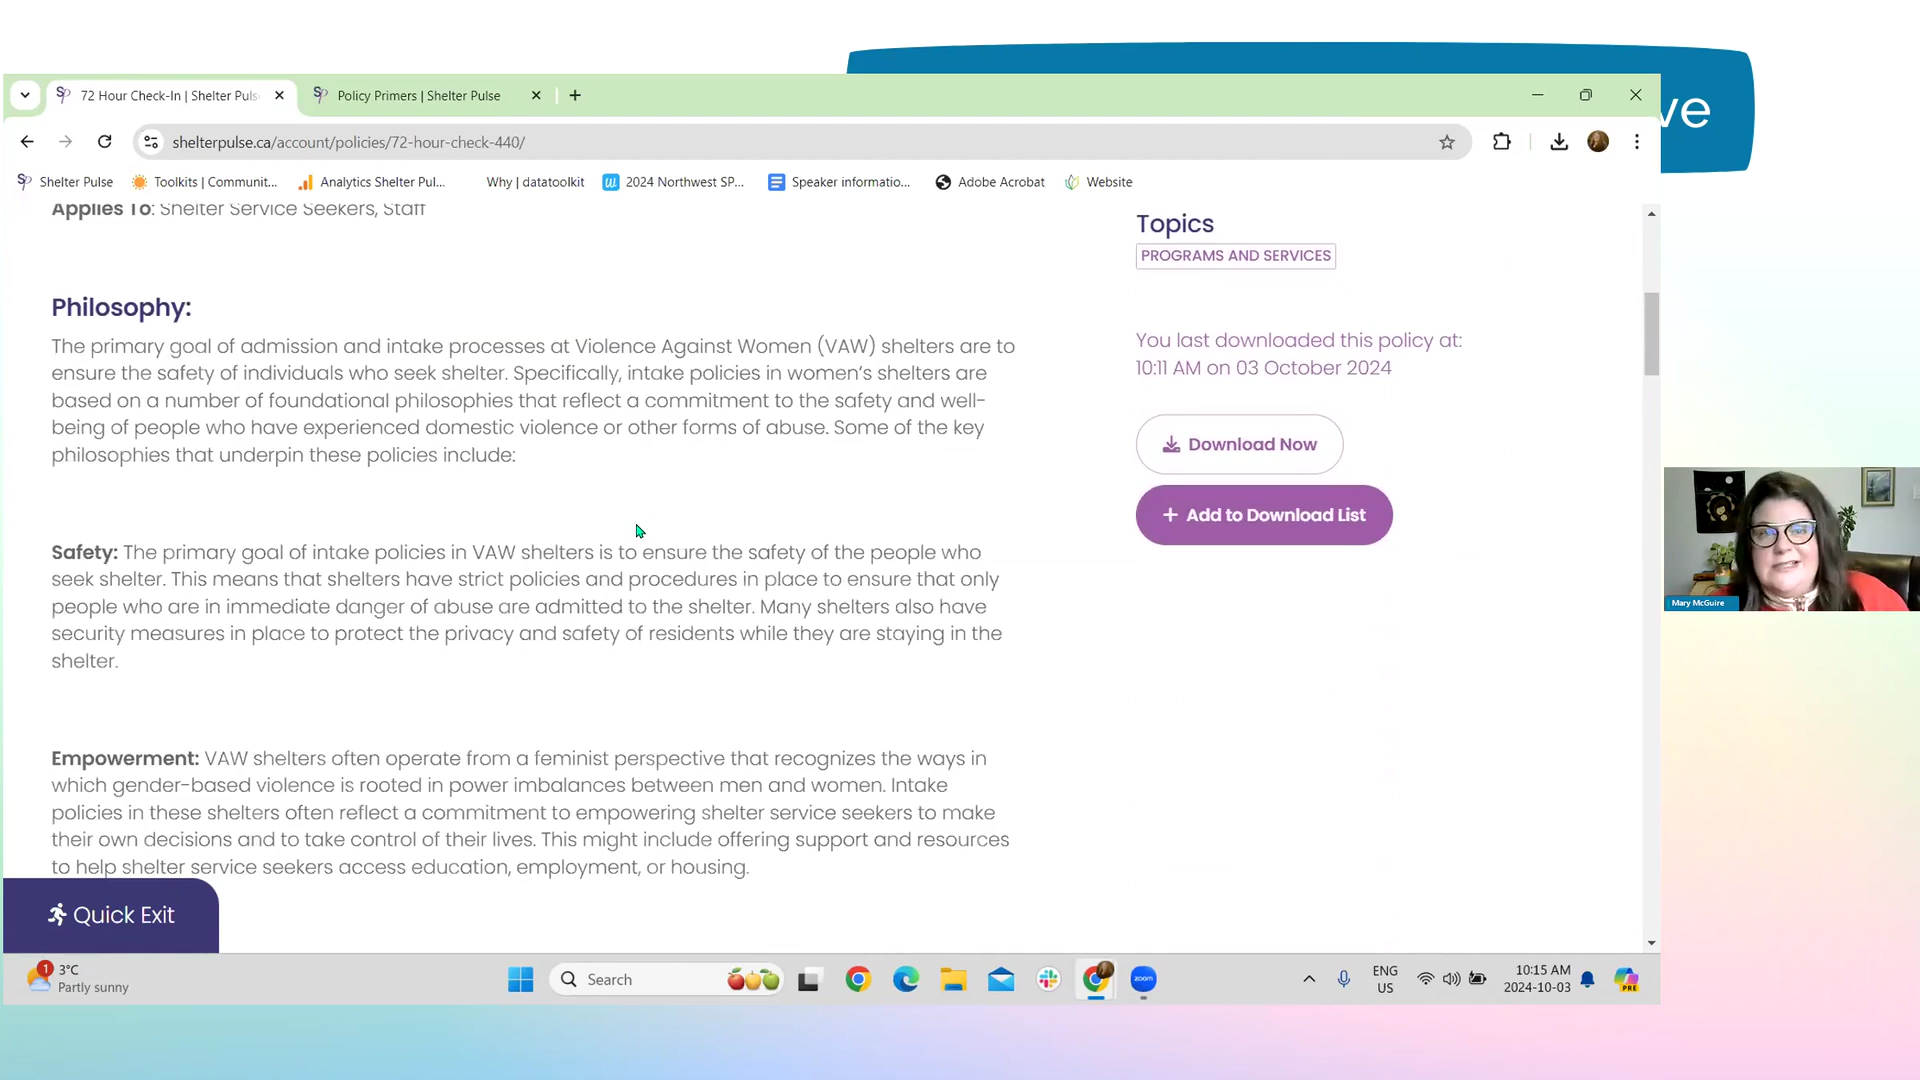 ve
72 Hour Check-In | Shelter Puls
Policy Primers | Shelter Pulse
shelterpulse.ca/account/policies/72-hour-check-440/
Shelter Pulse
Toolkits | Communit...
Analytics Shelter Pul...
Why | datatoolkit
2024 Northwest SP...
Speaker informatio...
Adobe Acrobat
Website
Applies To: Shelter Service Seekers, Staff
Philosophy:
The primary goal of admission and intake processes at Violence Against Women (VAW) shelters are to
ensure the safety of individuals who seek shelter. Specifically, intake policies in women's shelters are
based on a number of foundational philosophies that reflect a commitment to the safety and well-
being of people who have experienced domestic violence or other forms of abuse. Some of the key
philosophies that underpin these policies include:
Safety: The primary goal of intake policies in VAW shelters is to ensure the safety of the people who
seek shelter. This means that shelters have strict policies and procedures in place to ensure that only
people who are in immediate danger of abuse are admitted to the shelter. Many shelters also have
security measures in place to protect the privacy and safety of residents while they are staying in the
shelter.
Empowerment: VAW shelters often operate from a feminist perspective that recognizes the ways in
which gender-based violence is rooted in power imbalances between men and women. Intake
policies in these shelters often reflect a commitment to empowering shelter service seekers to make
their own decisions and to take control of their lives. This might include offering support and resources
to help shelter service seekers access education, employment, or housing.
Topics
PROGRAMS AND SERVICES
You last downloaded this policy at:
10:11 AM on 03 October 2024
Download Now
+ Add to Download List
Mary McGuire
Quick Exit
1
3°C
Partly sunny
Search
zoom
ENG
US
10:15 AM
2024-10-03
PRE